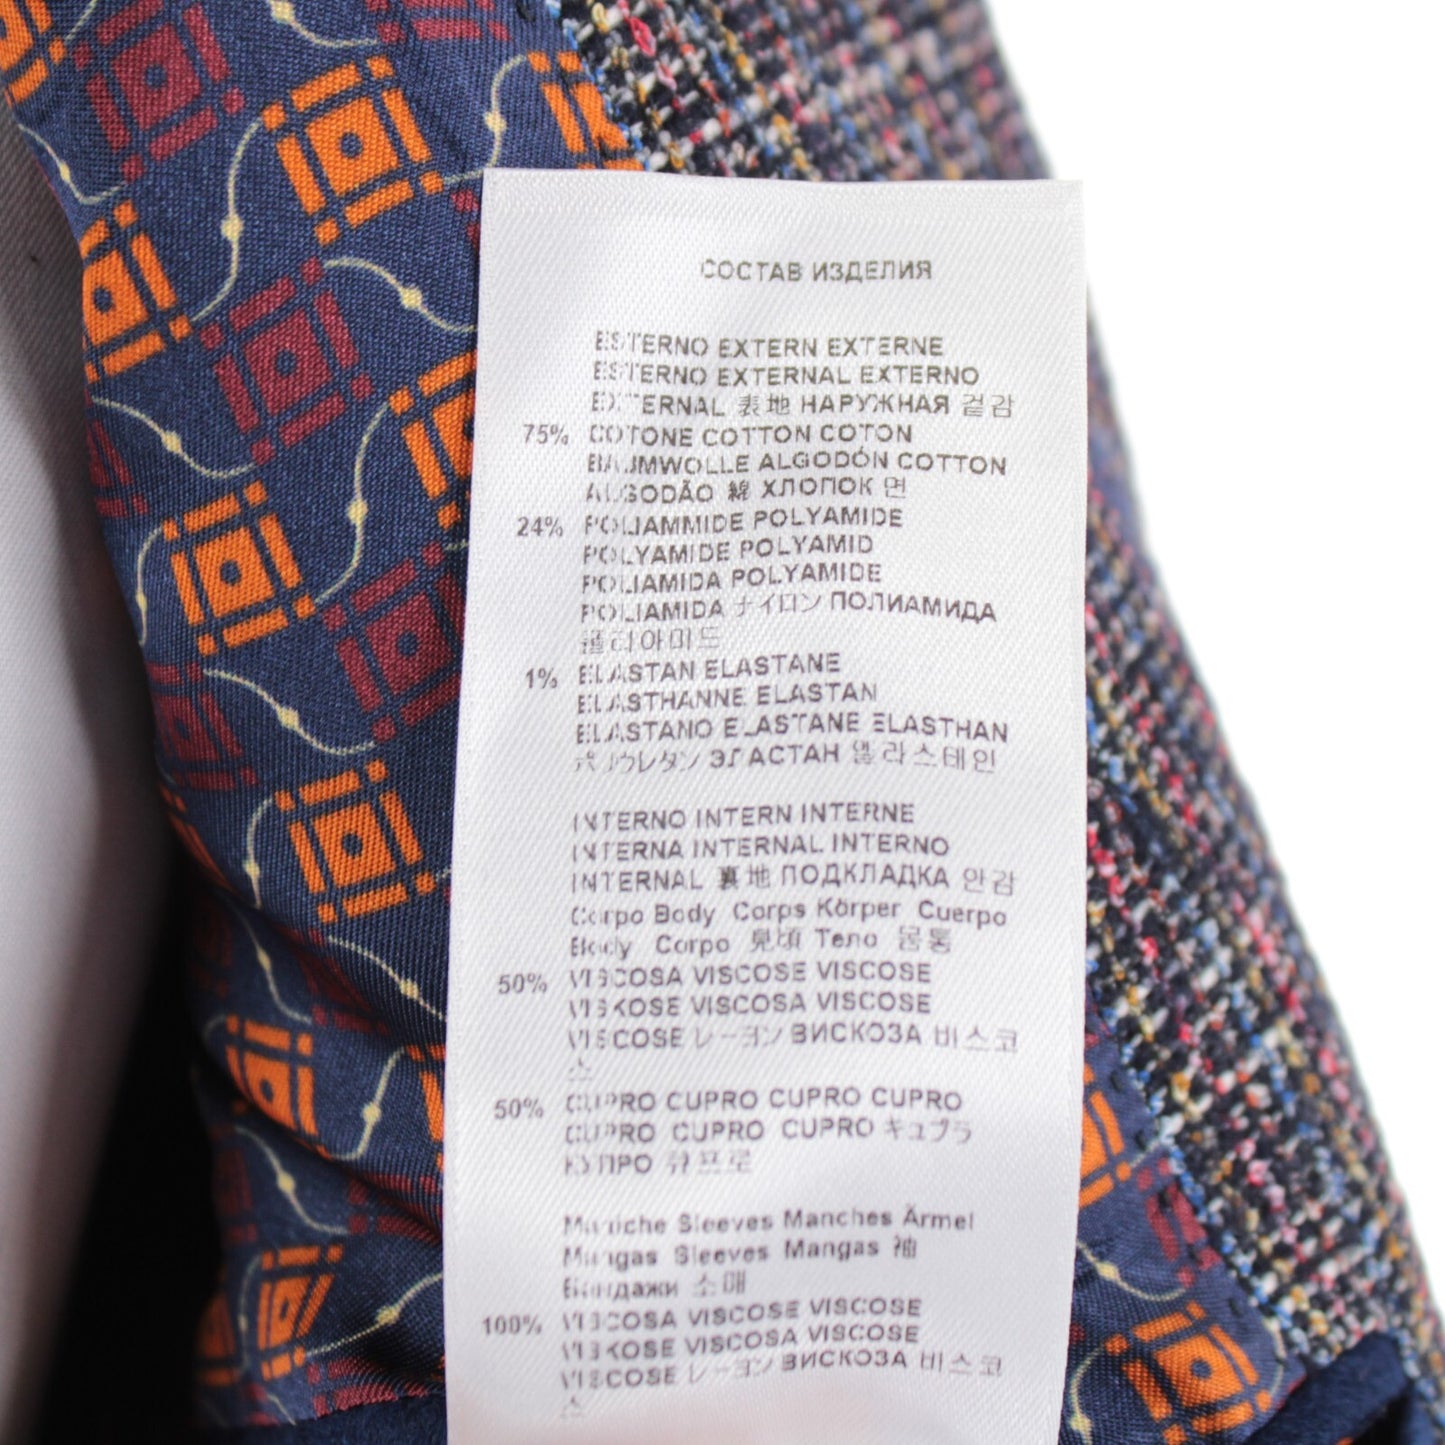 СОСТАВ ИЗДЕЛИЯ
ESTERNO EXTERN EXTERNE
ESTERNO EXTERNAL EXTERNO
EXTERNAL 表地 НАРУЖНАЯ 겉감
75% COTONE COTTON COTON
BAUMWOLLE ALGODÓN COTTON
ALGODÃO 綿 ХЛОПОК 면
24% POLIAMMIDE POLYAMIDE
POLYAMIDE POLYAMID
POLIAMIDA POLYAMIDE
POLIAMIDA ナイロン ПОЛИАМИДА
폴리아미드
1% ELASTAN ELASTANE
ELASTHANNE ELASTAN
ELASTANO ELASTANE ELASTHAN
ポリウレタン ЭЛАСТАН 엘라스테인
INTERNO INTERN INTERNE
INTERNA INTERNAL INTERNO
INTERNAL 裏地 ПОДКЛАДКА 안감
Corpo Body Corps Körper Cuerpo
Body Corpo 見頃 Тело 몸통
50% VISCOSA VISCOSE VISCOSE
VISKOSE VISCOSA VISCOSE
VISCOSE レーヨン ВИСКОЗА 비스코
스
50% CUPRO CUPRO CUPRO CUPRO
CUPRO CUPRO CUPRO キュプラ
КУПРО 큐프로
Maniche Sleeves Manches Ärmel
Mangas Sleeves Mangas 袖
Бандажи 소매
100% VISCOSA VISCOSE VISCOSE
VISKOSE VISCOSA VISCOSE
VISCOSE レーヨン ВИСКОЗА 비스코
스